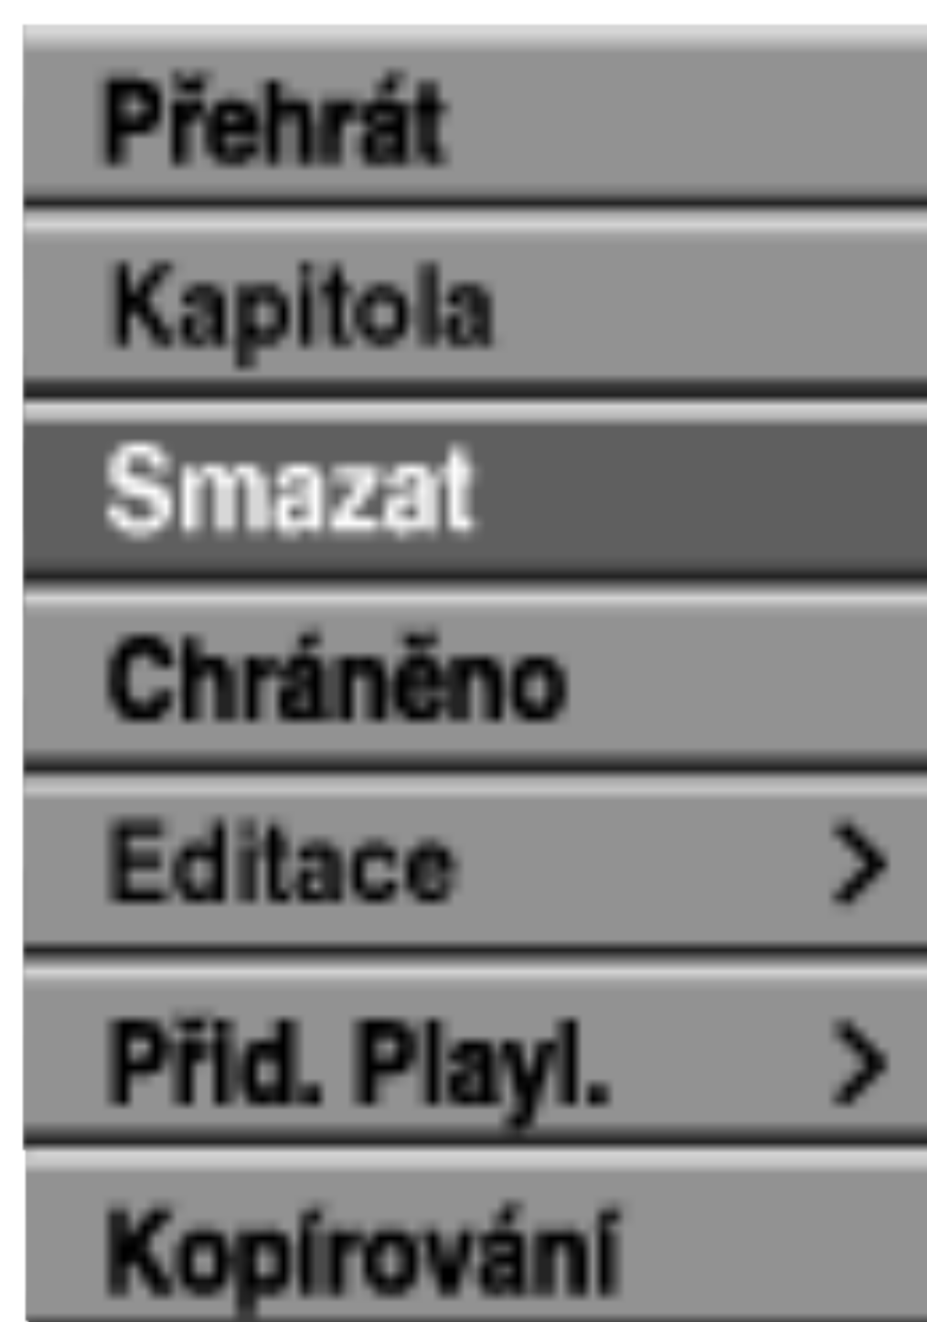 Přehrát
Kapitola
Smazat
Chráněno
Editace >
Přid. Playl. >
Kopírování